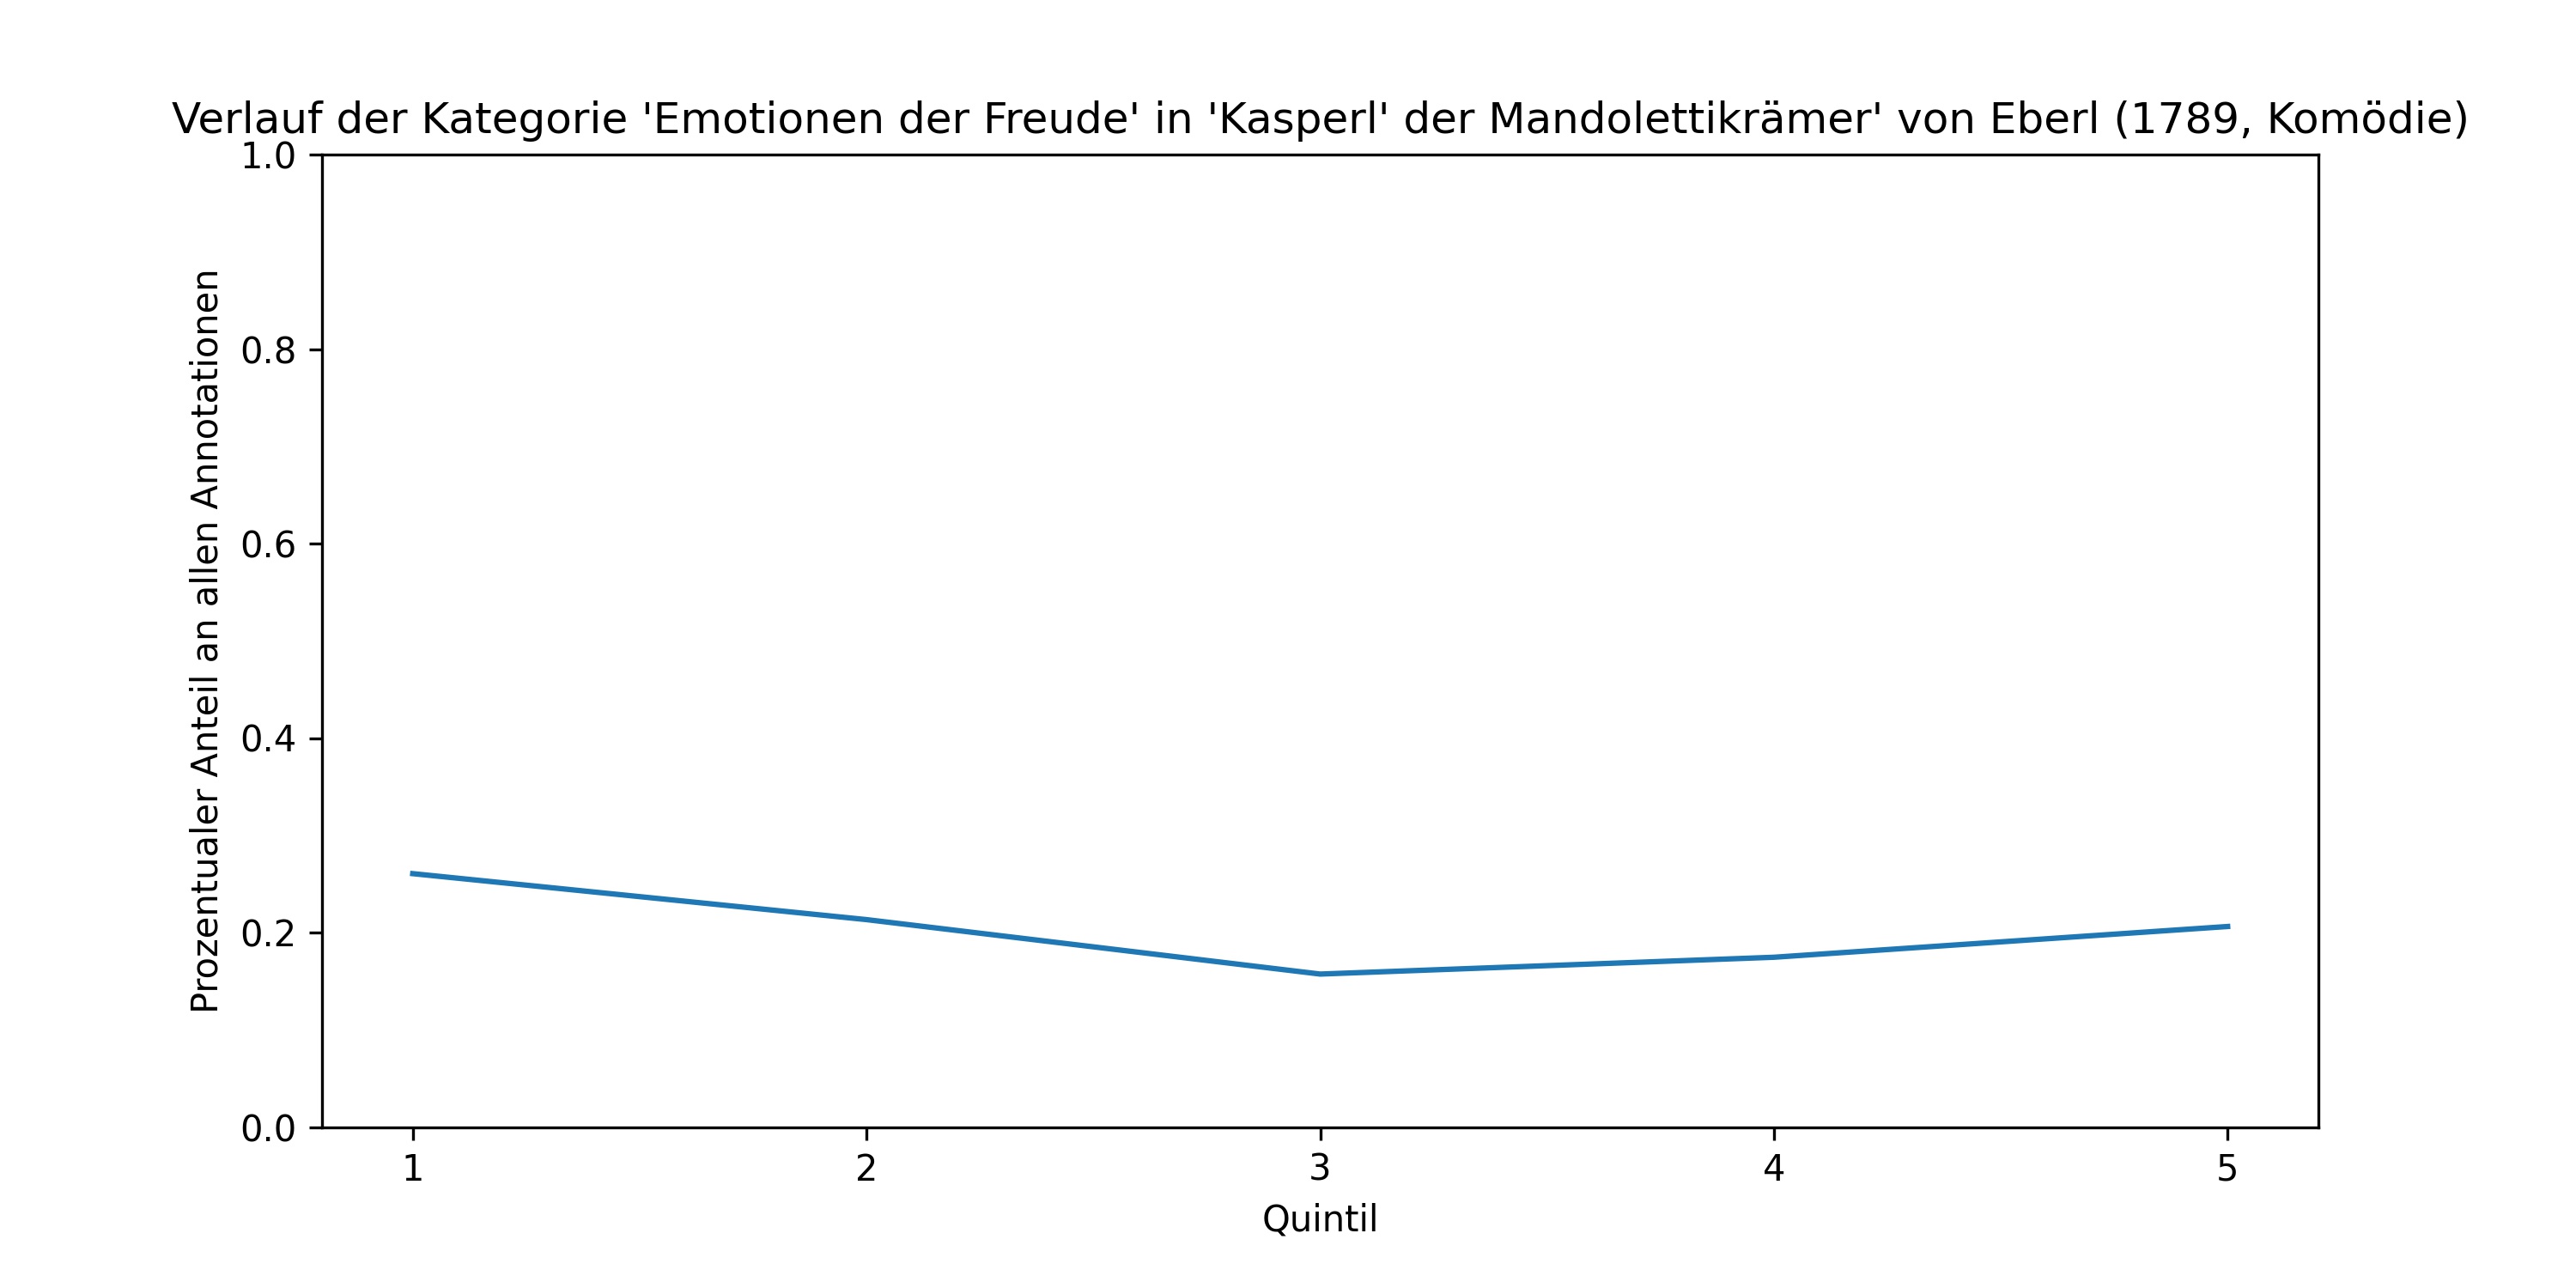 Verlauf der Kategorie 'Emotionen der Freude' in 'Kasperl' der Mandolettikrämer' von Eberl (1789, Komödie)
Prozentualer Anteil an allen Annotationen
1.0
0.8
0.6
0.4
0.2
0.0
1 2 3 4 5
Quintil